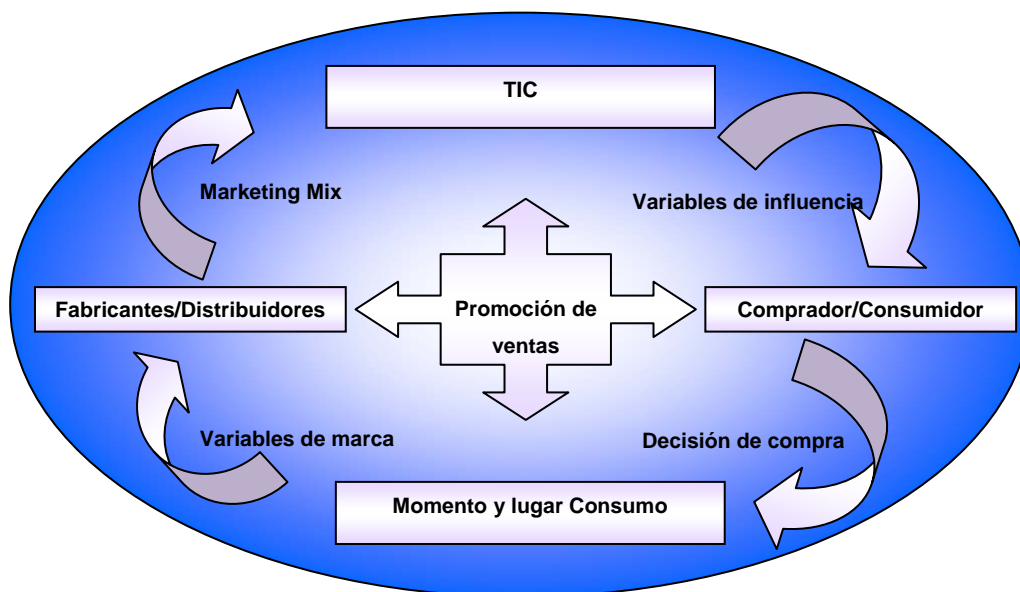 TIC
Marketing Mix
Variables de influencia
Fabricantes/Distribuidores
Promoción de
ventas
Comprador/Consumidor
Variables de marca
Decisión de compra
Momento y lugar Consumo